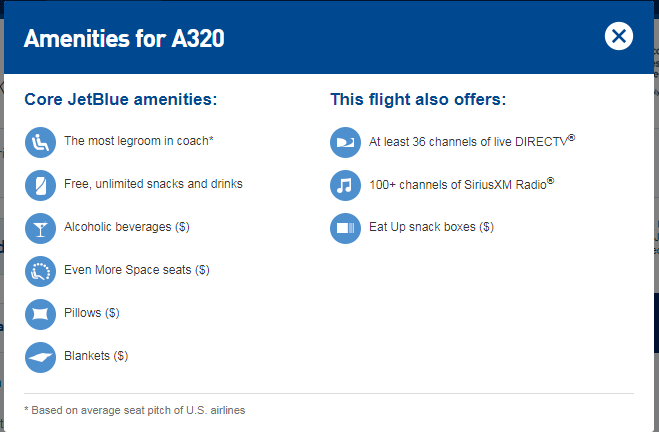 Amenities for A320
Core JetBlue amenities:
The most legroom in coach*
Free, unlimited snacks and drinks
Alcoholic beverages ($)
Even More Space seats ($)
Pillows ($)
Blankets ($)
This flight also offers:
At least 36 channels of live DIRECTV®
100+ channels of SiriusXM Radio®
Eat Up snack boxes ($)
* Based on average seat pitch of U.S. airlines